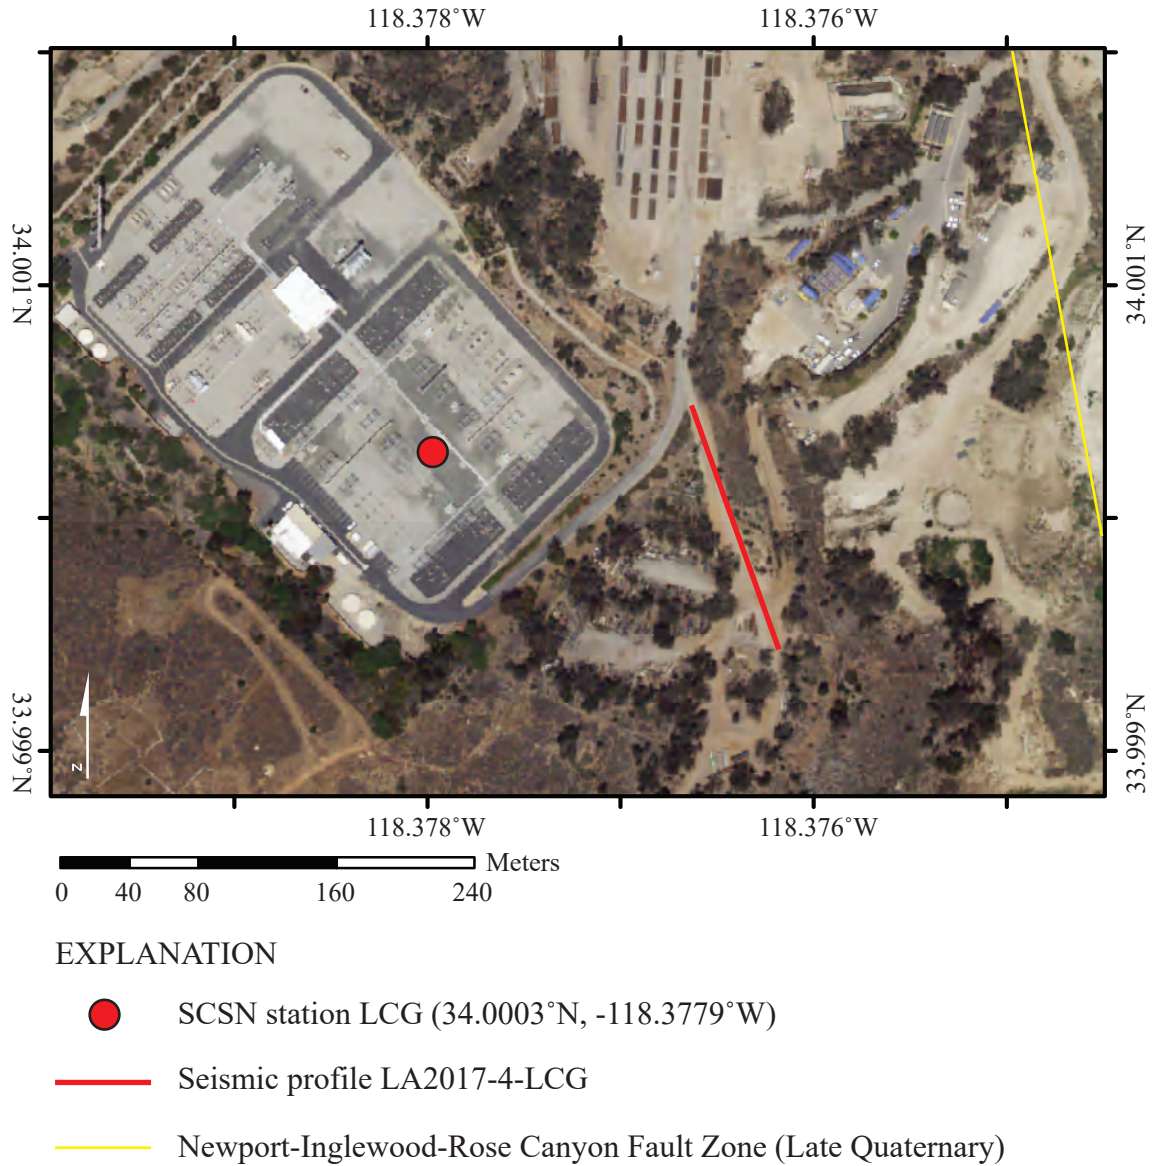 118.378˚W 118.376˚W
34.001˚N 34.001˚N
33.999˚N 33.999˚N
N
118.378˚W 118.376˚W
Meters
0 40 80 160 240
EXPLANATION
SCSN station LCG (34.0003˚N, -118.3779˚W)
Seismic profile LA2017-4-LCG
Newport-Inglewood-Rose Canyon Fault Zone (Late Quaternary)